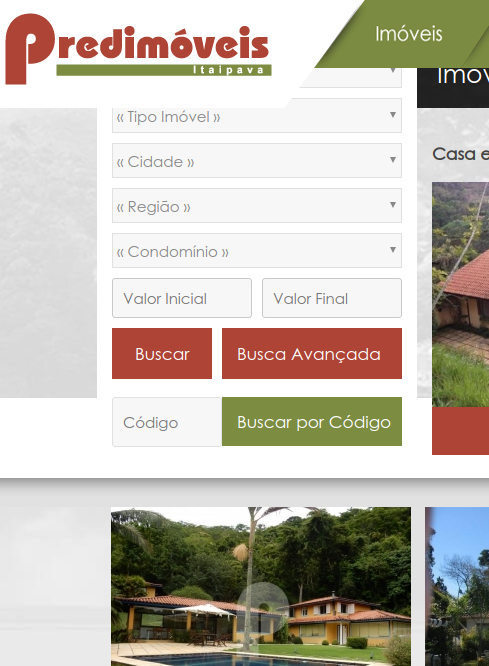 Predimóveis
Itaipava
Imóveis
Imóv
« Tipo Imóvel »
« Cidade »
« Região »
« Condomínio »
Valor Inicial
Valor Final
Buscar
Busca Avançada
Código
Buscar por Código
Casa e